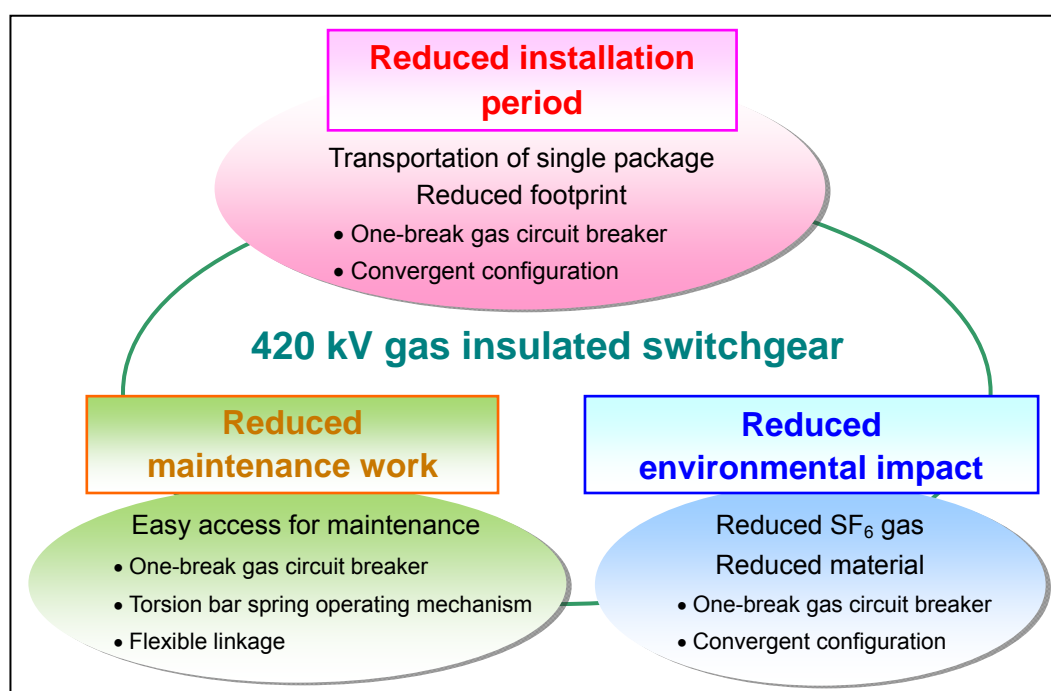 Reduced installation
period
Transportation of single package
Reduced footprint
• One-break gas circuit breaker
• Convergent configuration
420 kV gas insulated switchgear
Reduced
maintenance work
Easy access for maintenance
• One-break gas circuit breaker
• Torsion bar spring operating mechanism
• Flexible linkage
Reduced
environmental impact
Reduced SF₆ gas
Reduced material
• One-break gas circuit breaker
• Convergent configuration